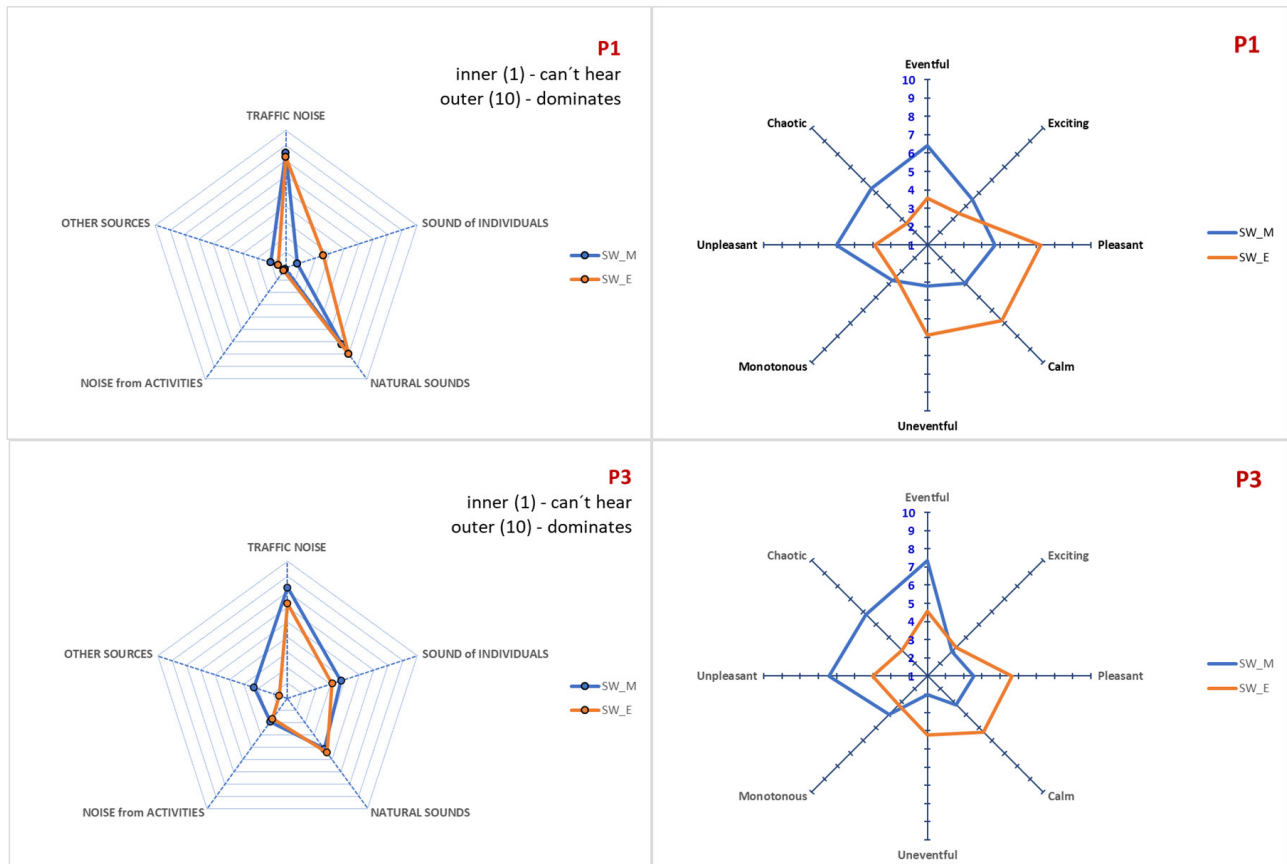 P1
inner (1) - can´t hear
outer (10) - dominates
TRAFFIC NOISE
OTHER SOURCES
SOUND of INDIVIDUALS
SW_M
SW_E
NOISE from ACTIVITIES
NATURAL SOUNDS
P1
Eventful
10
9
8
7
6
5
4
3
2
1
Chaotic
Exciting
Unpleasant
Pleasant
SW_M
SW_E
Monotonous
Calm
Uneventful
P3
inner (1) - can´t hear
outer (10) - dominates
TRAFFIC NOISE
OTHER SOURCES
SOUND of INDIVIDUALS
SW_M
SW_E
NOISE from ACTIVITIES
NATURAL SOUNDS
P3
Eventful
10
9
8
7
6
5
4
3
2
1
Chaotic
Exciting
Unpleasant
Pleasant
SW_M
SW_E
Monotonous
Calm
Uneventful